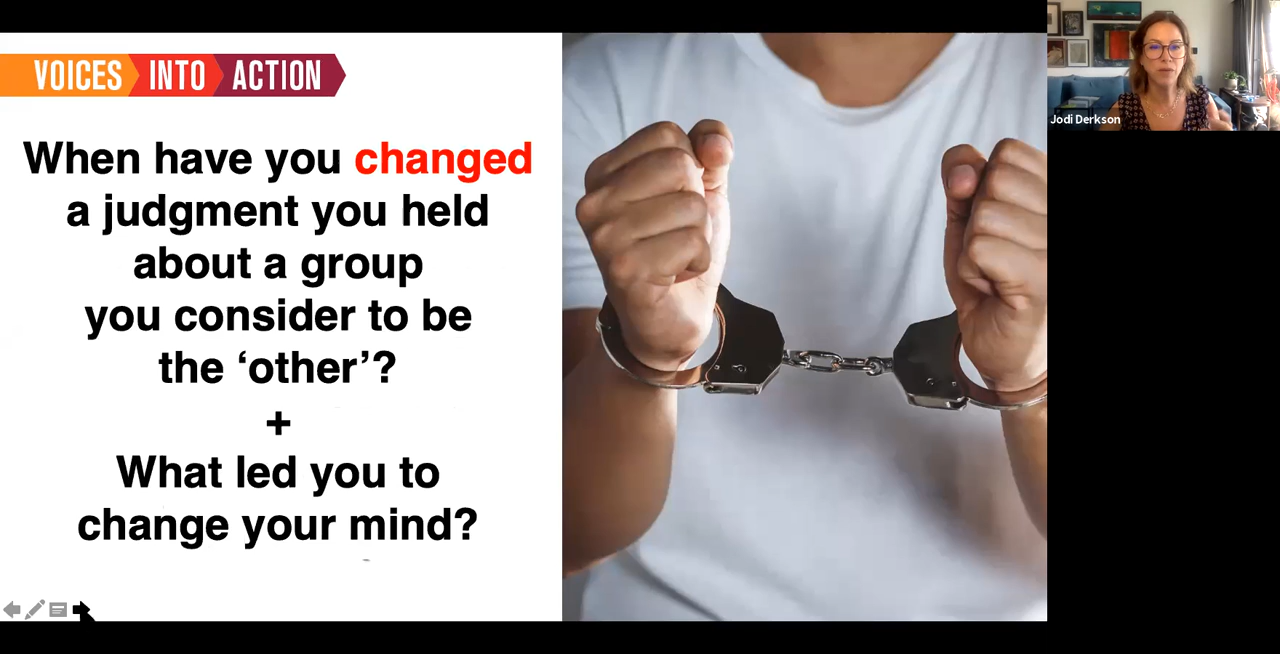 VOICES INTO ACTION
When have you changed
a judgment you held
about a group
you consider to be
the ‘other’?
+
What led you to
change your mind?
Jodi Derkson